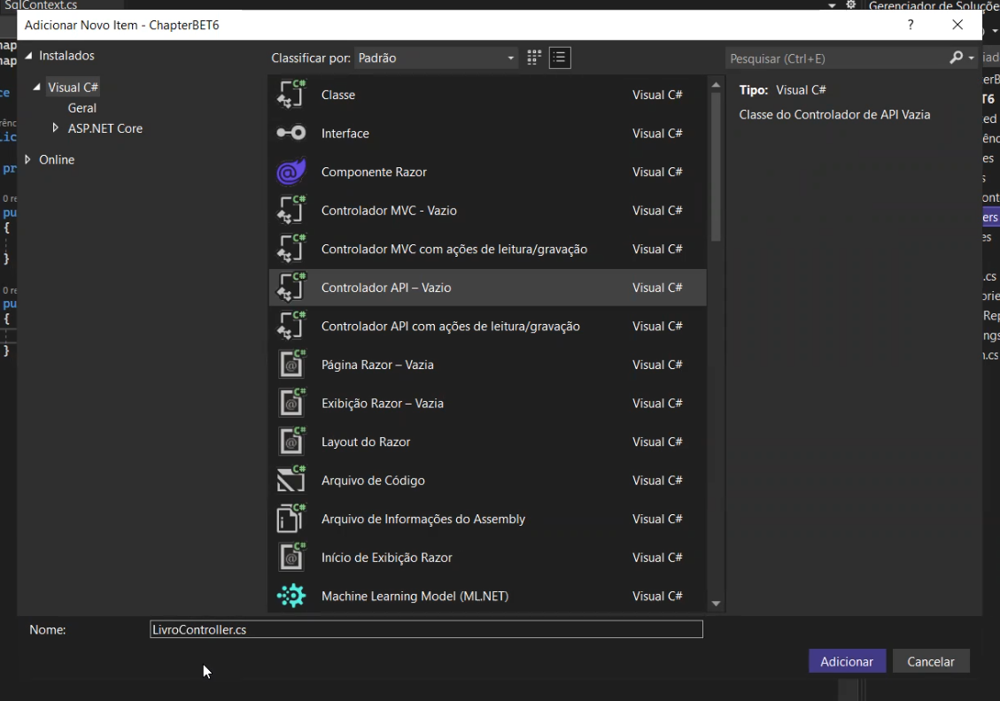 SqlContext.cs
Gerenciador de Soluçõe
Adicionar Novo Item - ChapterBET6
?
Instalados
Classificar por: Padrão
Pesquisar (Ctrl+E)
Visual C#
Geral
ASP.NET Core
Online
Classe Visual C#
Interface Visual C#
Componente Razor Visual C#
Controlador MVC - Vazio Visual C#
Controlador MVC com ações de leitura/gravação Visual C#
Controlador API – Vazio Visual C#
Controlador API com ações de leitura/gravação Visual C#
Página Razor – Vazia Visual C#
Exibição Razor – Vazia Visual C#
Layout do Razor Visual C#
Arquivo de Código Visual C#
Arquivo de Informações do Assembly Visual C#
Início de Exibição Razor Visual C#
Machine Learning Model (ML.NET) Visual C#
Tipo: Visual C#
Classe do Controlador de API Vazia
Nome: LivroController.cs
Adicionar Cancelar